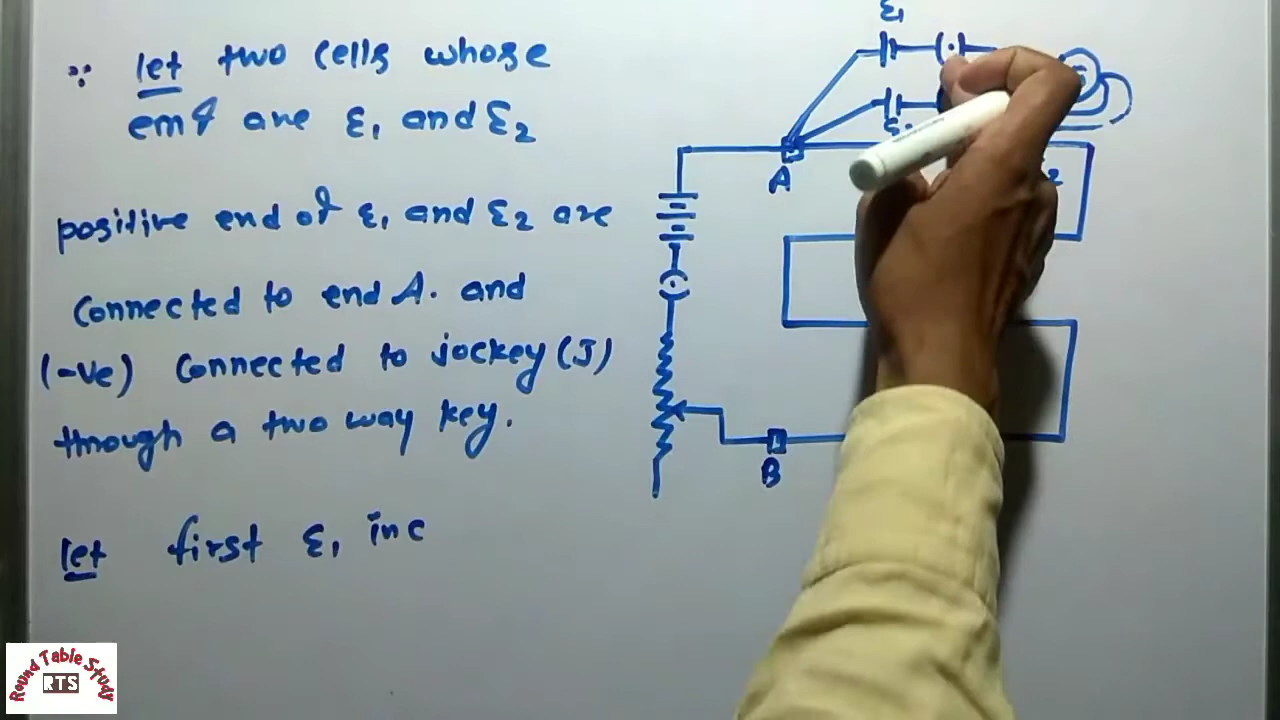 ∵ let two cells whose
emf are ε₁ and ε₂
positive end of ε₁ and ε₂ are
connected to end A. and
(-ve) connected to jockey (J)
through a two way key.
let first ε₁ inc
ε₁
A
B
Round Table Study
RTS